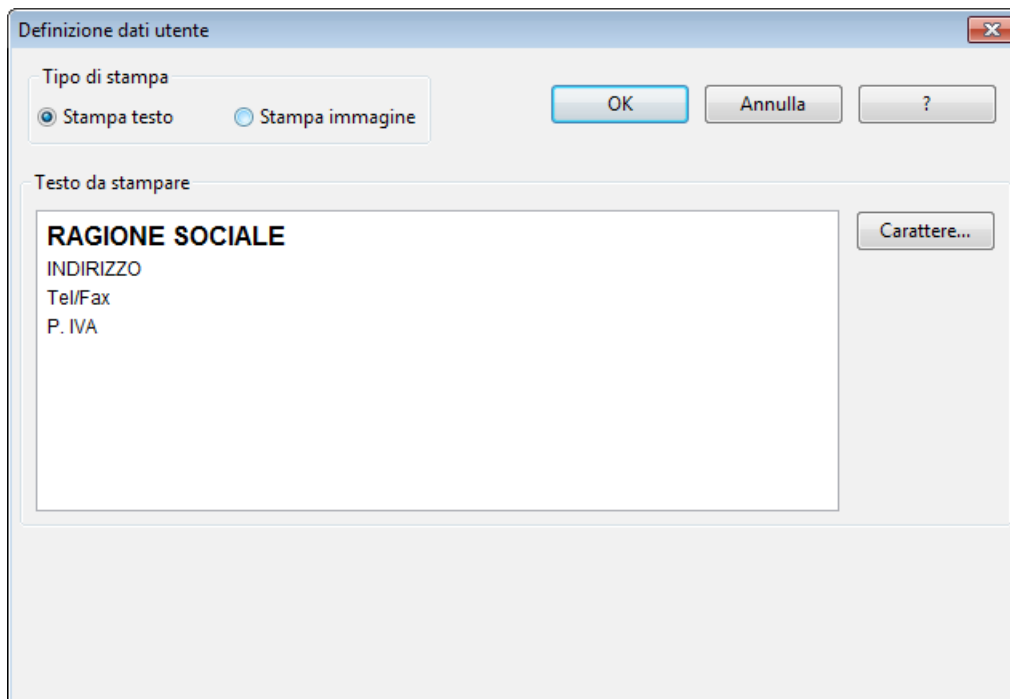 Definizione dati utente
Tipo di stampa
Stampa testo Stampa immagine
OK Annulla ?
Testo da stampare
RAGIONE SOCIALE
INDIRIZZO
Tel/Fax
P. IVA
Carattere...